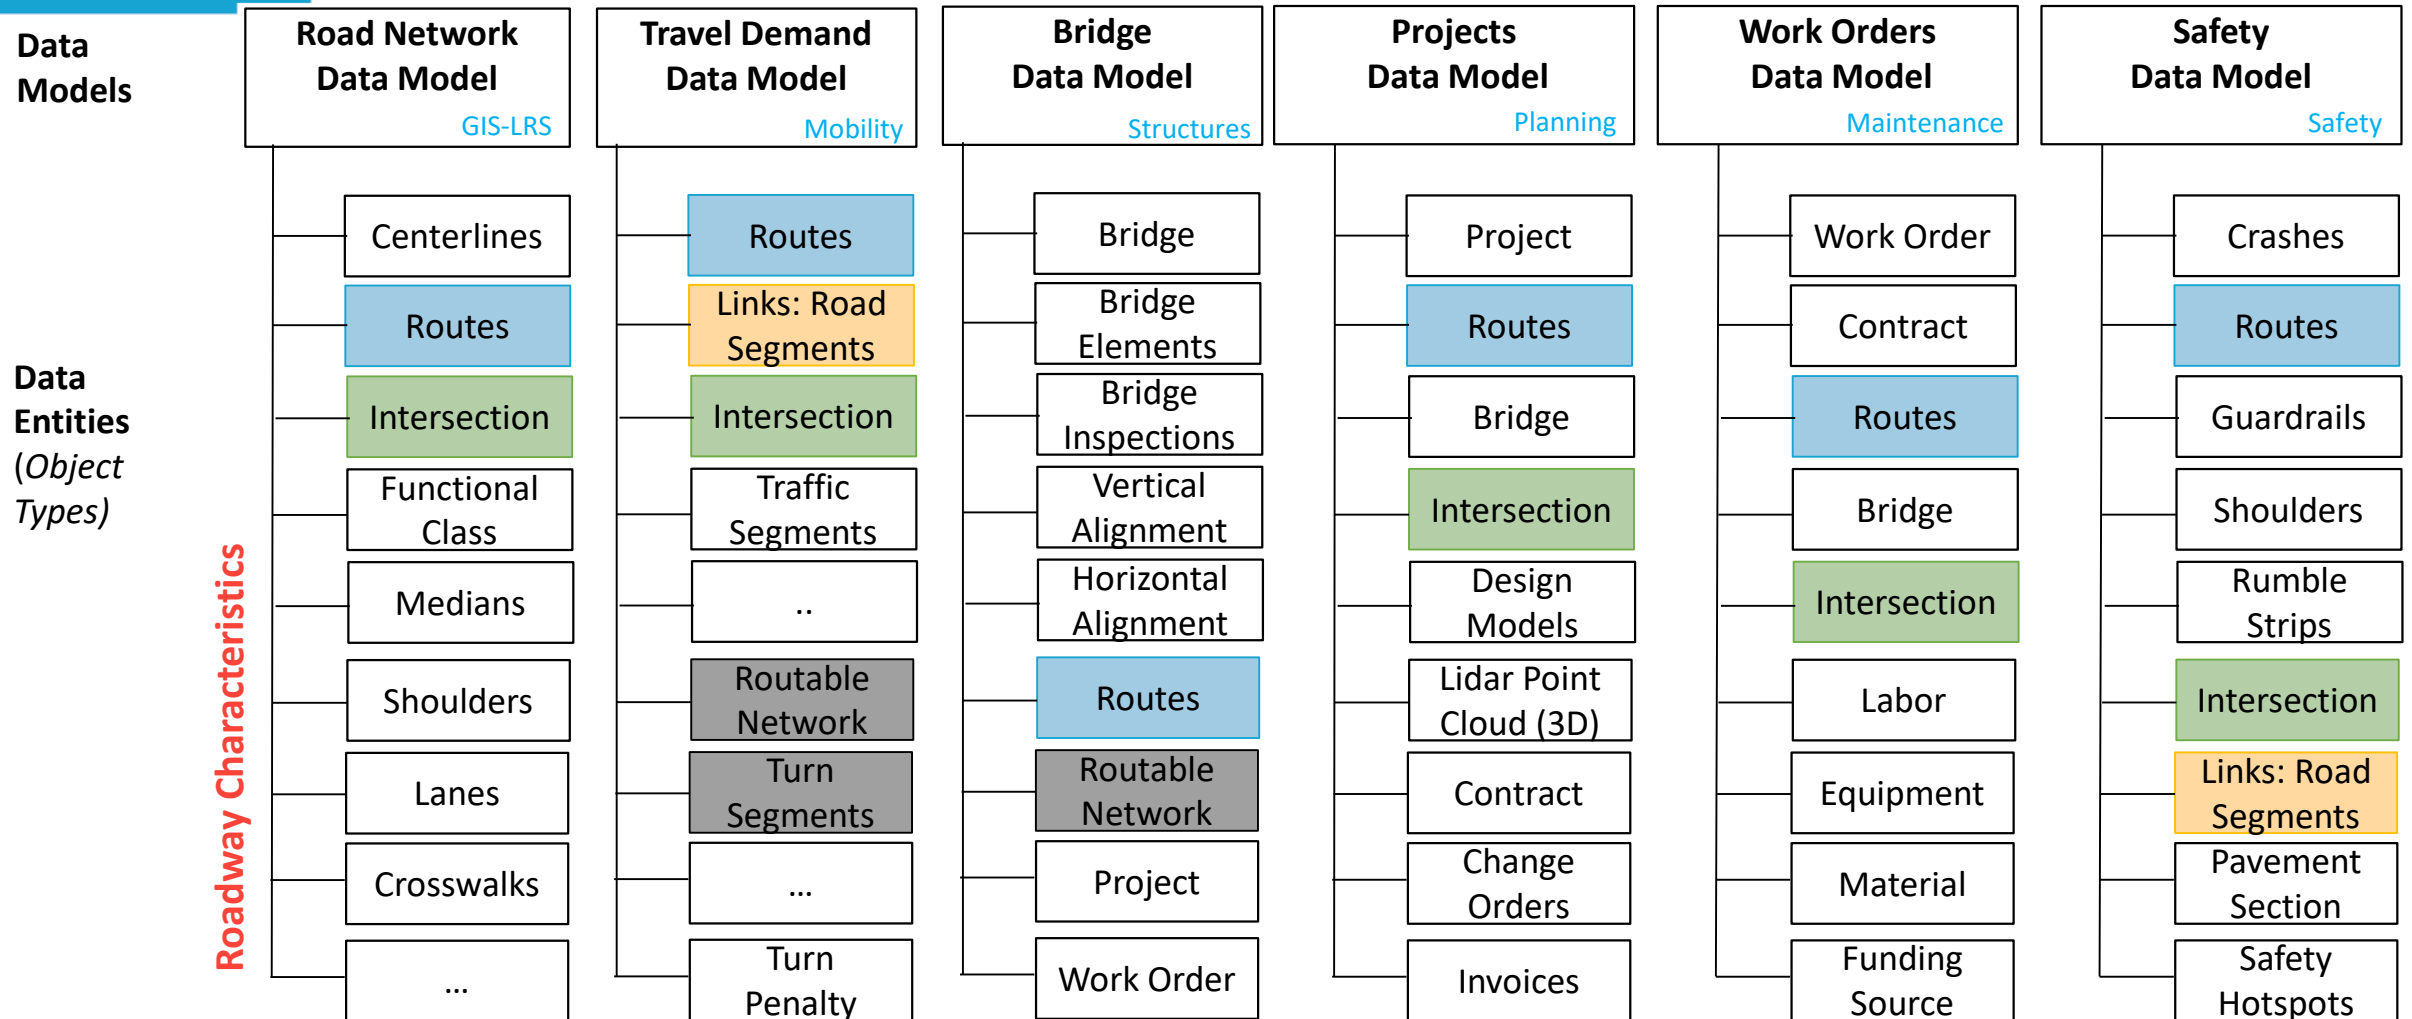 Data
Models
Road Network
Data Model
GIS-LRS
Travel Demand
Data Model
Mobility
Bridge
Data Model
Structures
Projects
Data Model
Planning
Work Orders
Data Model
Maintenance
Safety
Data Model
Safety
Data
Entities
(Object
Types)
Roadway Characteristics
Centerlines
Routes
Intersection
Functional
Class
Medians
Shoulders
Lanes
Crosswalks
...
Routes
Links: Road
Segments
Intersection
Traffic
Segments
..
Routable
Network
Turn
Segments
...
Turn
Penalty
Bridge
Bridge
Elements
Bridge
Inspections
Vertical
Alignment
Horizontal
Alignment
Routes
Routable
Network
Project
Work Order
Project
Routes
Bridge
Intersection
Design
Models
Lidar Point
Cloud (3D)
Contract
Change
Orders
Invoices
Work Order
Contract
Routes
Bridge
Intersection
Labor
Equipment
Material
Funding
Source
Crashes
Routes
Guardrails
Shoulders
Rumble
Strips
Intersection
Links: Road
Segments
Pavement
Section
Safety
Hotspots